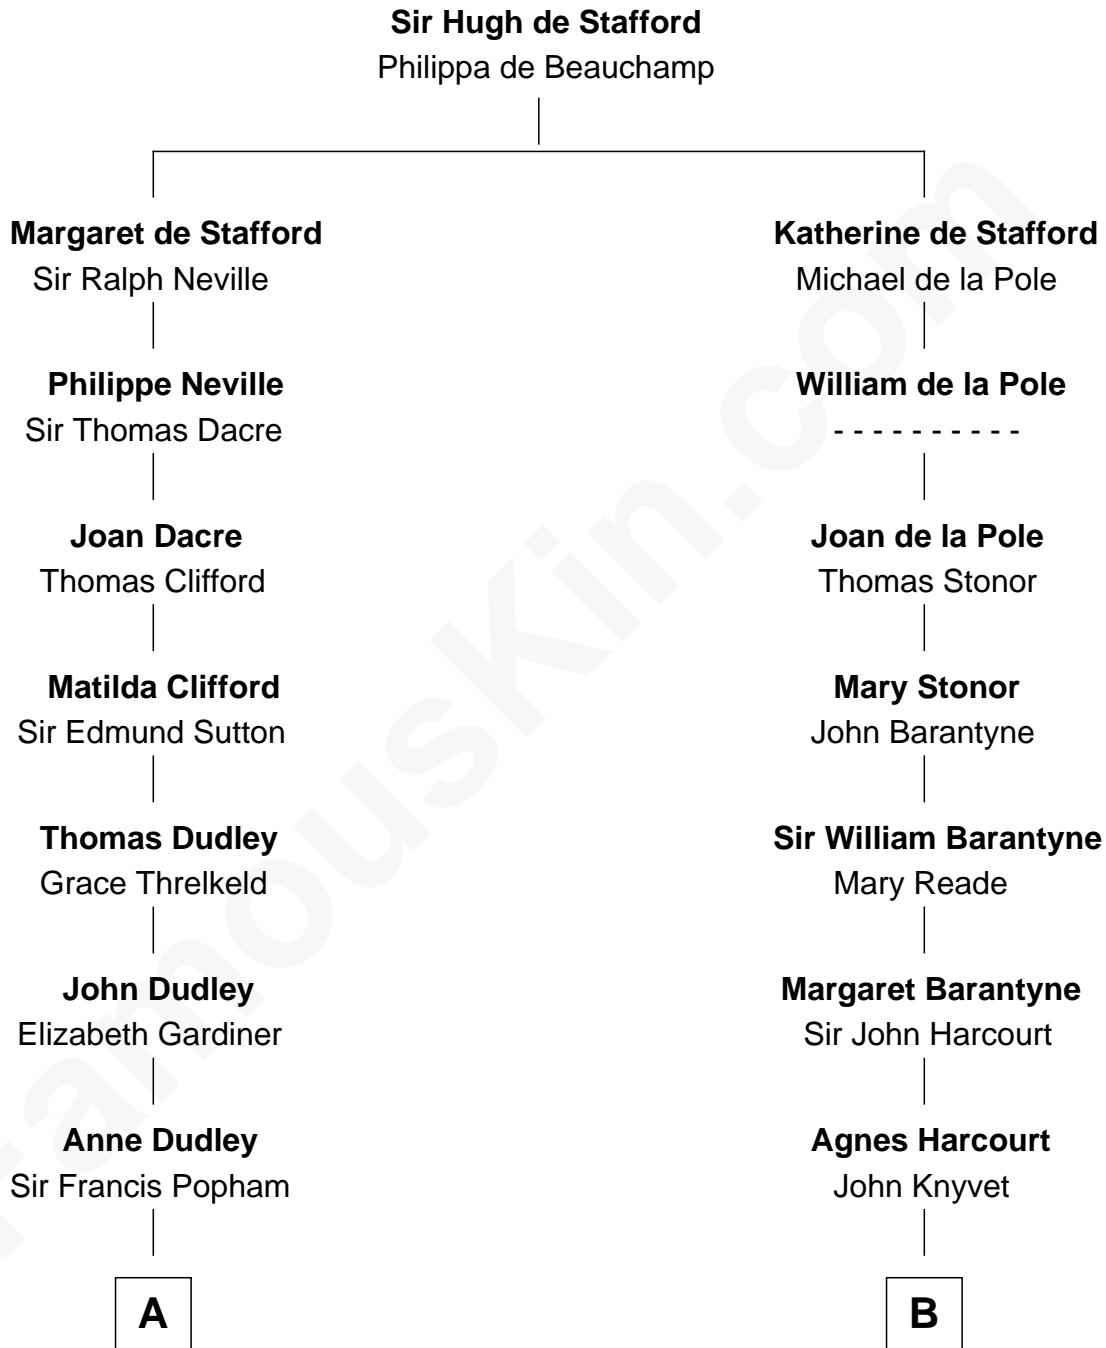 Sir Hugh de Stafford
Philippa de Beauchamp
Margaret de Stafford
Sir Ralph Neville
Katherine de Stafford
Michael de la Pole
Philippe Neville
Sir Thomas Dacre
William de la Pole
- - - - - - - - - -
Joan Dacre
Thomas Clifford
Joan de la Pole
Thomas Stonor
Matilda Clifford
Sir Edmund Sutton
Mary Stonor
John Barantyne
Thomas Dudley
Grace Threlkeld
Sir William Barantyne
Mary Reade
John Dudley
Elizabeth Gardiner
Margaret Barantyne
Sir John Harcourt
Anne Dudley
Sir Francis Popham
Agnes Harcourt
John Knyvet
A
B
FamousKin.com